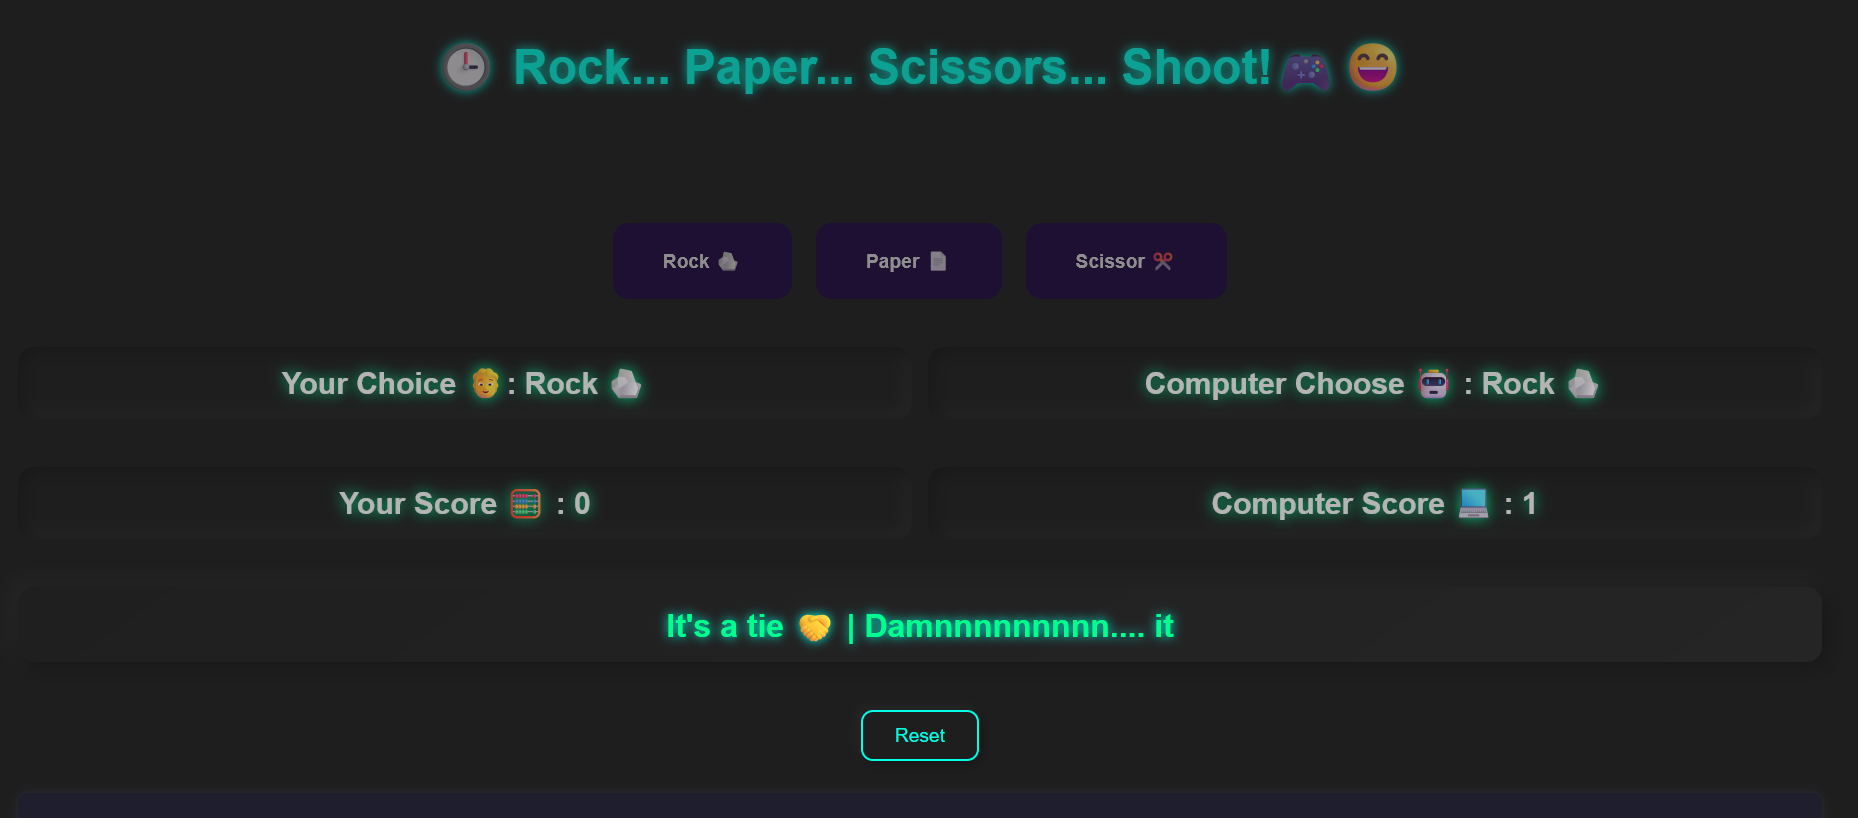 🕒 Rock... Paper... Scissors... Shoot!🎮 😄
Rock 🪨
Paper 📄
Scissor ✂️
Your Choice 🧑‍🦱: Rock 🪨
Computer Choose 🤖 : Rock 🪨
Your Score 🧮 : 0
Computer Score 💻 : 1
It's a tie 🤝 | Damnnnnnnnnn.... it
Reset